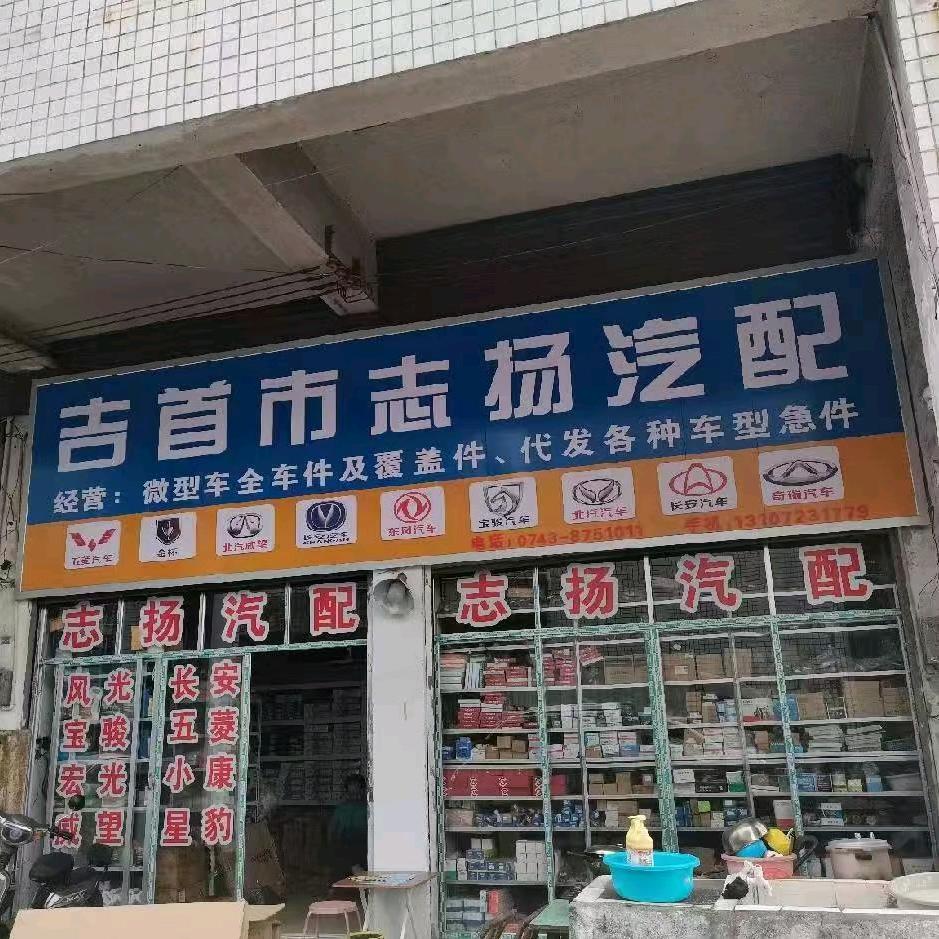 吉首市志扬汽配
经营：微型车全车件及覆盖件、代发各种车型急件
五菱汽车 金杯 北汽威望 长安汽车 CHANGAN 东风汽车 宝骏汽车 北汽汽车 长安汽车 奇瑞汽车
电话：0743-8751011 手机：13107231779
志扬汽配 志扬汽配
风光 长安
宝骏 五菱
宏光 小康
威望 星豹